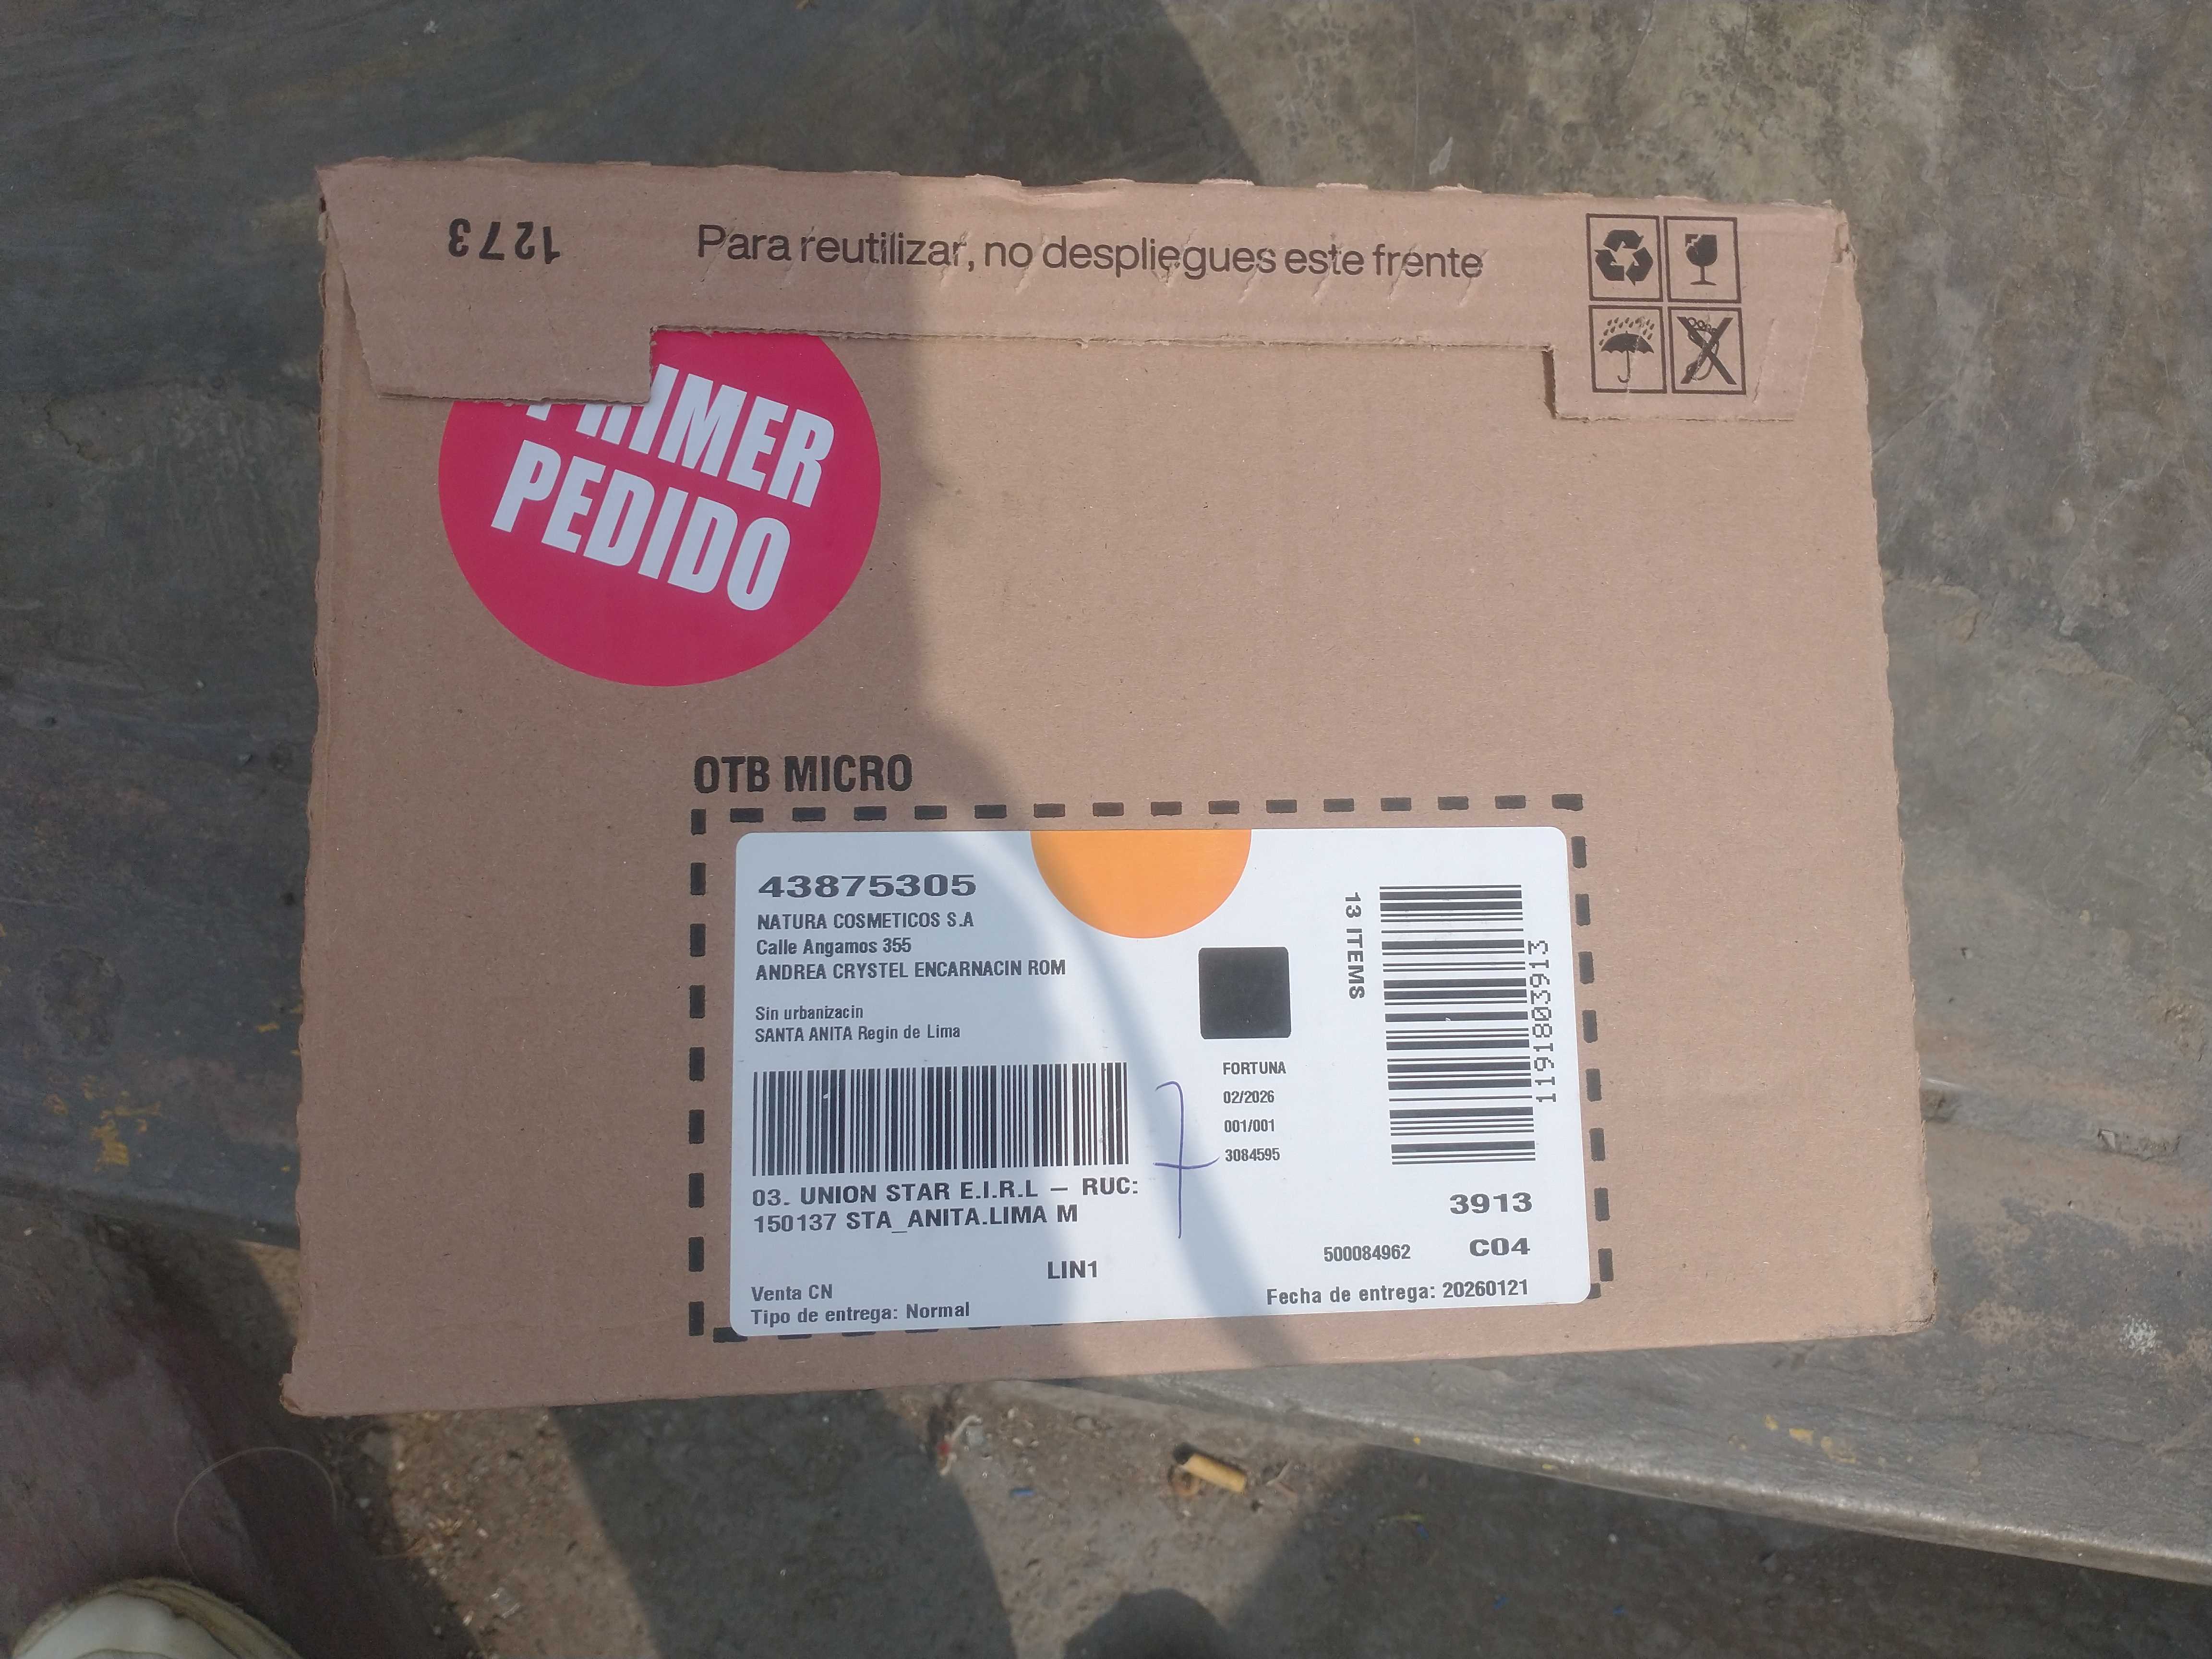 1273
Para reutilizar, no despliegues este frente
PRIMER
PEDIDO
OTB MICRO
43875305
NATURA COSMETICOS S.A
Calle Angamos 355
ANDREA CRYSTEL ENCARNACIN ROM
Sin urbanizacin
SANTA ANITA Regin de Lima
13 ITEMS
1191803913
FORTUNA
02/2026
001/001
3084595
7
03. UNION STAR E.I.R.L – RUC:
150137 STA_ANITA.LIMA M
3913
500084962 C04
LIN1
Venta CN
Tipo de entrega: Normal
Fecha de entrega: 20260121